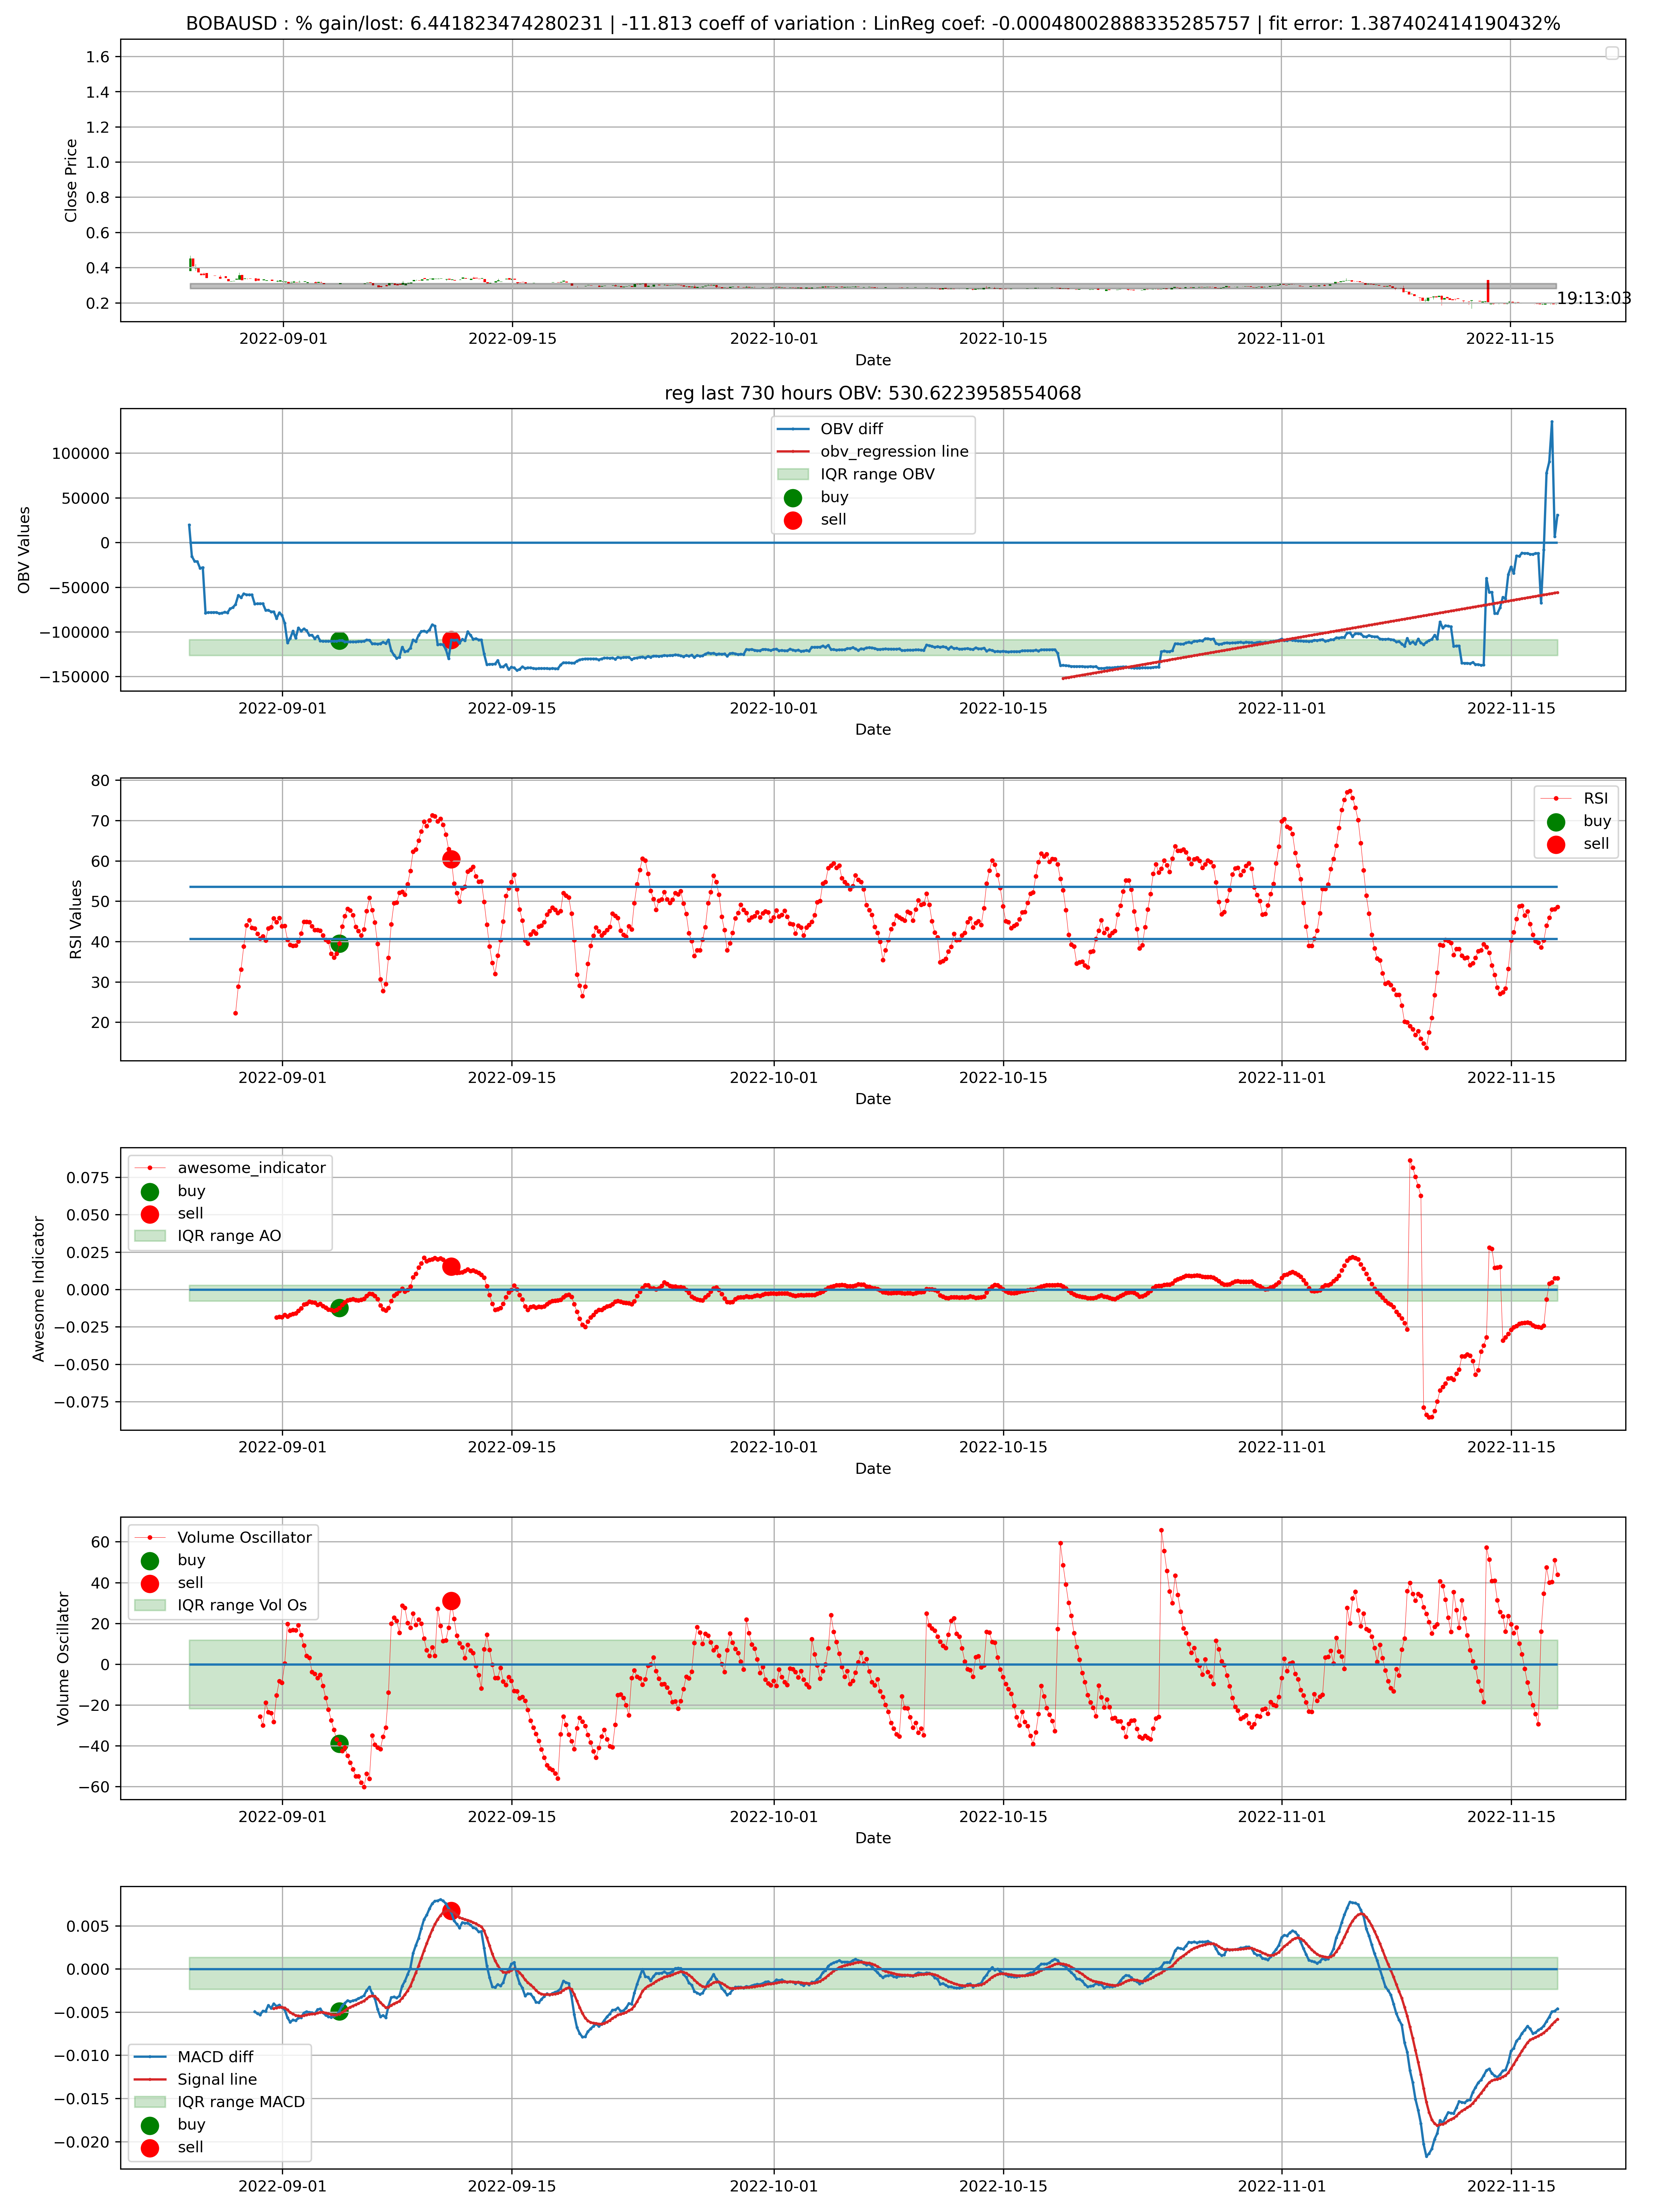 BOBAUSD : % gain/lost: 6.441823474280231 | -11.813 coeff of variation : LinReg coef: -0.00048002888335285757 | fit error: 1.387402414190432%
1.6
1.4
1.2
1.0
0.8
0.6
0.4
0.2
Close Price
19:13:03
2022-09-01 2022-09-15 2022-10-01 2022-10-15 2022-11-01 2022-11-15
Date
reg last 730 hours OBV: 530.6223958554068
OBV diff
obv_regression line
IQR range OBV
buy
sell
100000
50000
0
−50000
−100000
−150000
OBV Values
2022-09-01 2022-09-15 2022-10-01 2022-10-15 2022-11-01 2022-11-15
Date
RSI
buy
sell
80
70
60
50
40
30
20
RSI Values
2022-09-01 2022-09-15 2022-10-01 2022-10-15 2022-11-01 2022-11-15
Date
awesome_indicator
buy
sell
IQR range AO
0.075
0.050
0.025
0.000
−0.025
−0.050
−0.075
Awesome Indicator
2022-09-01 2022-09-15 2022-10-01 2022-10-15 2022-11-01 2022-11-15
Date
Volume Oscillator
buy
sell
IQR range Vol Os
60
40
20
0
−20
−40
−60
Volume Oscillator
2022-09-01 2022-09-15 2022-10-01 2022-10-15 2022-11-01 2022-11-15
Date
0.005
0.000
−0.005
−0.010
−0.015
−0.020
MACD diff
Signal line
IQR range MACD
buy
sell
2022-09-01 2022-09-15 2022-10-01 2022-10-15 2022-11-01 2022-11-15